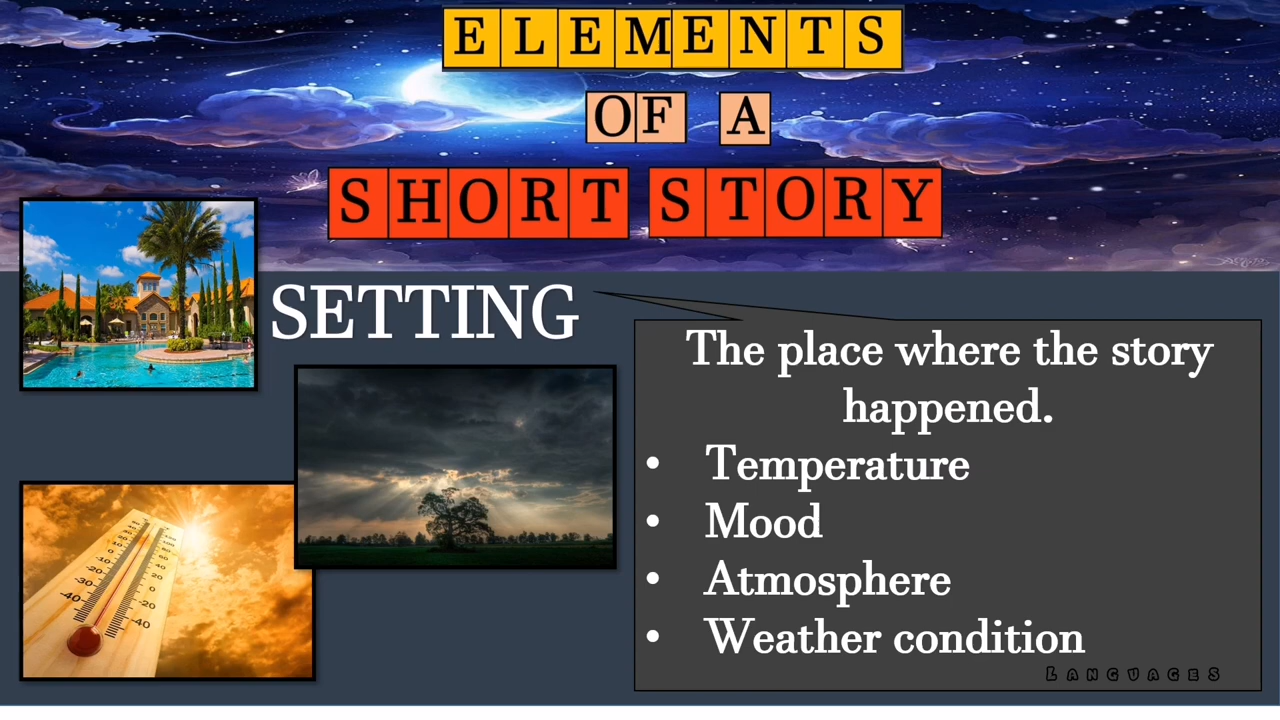 ELEMENTS
OF A
SHORT STORY
SETTING
The place where the story
happened.
• Temperature
• Mood
• Atmosphere
• Weather condition
LANGUAGES